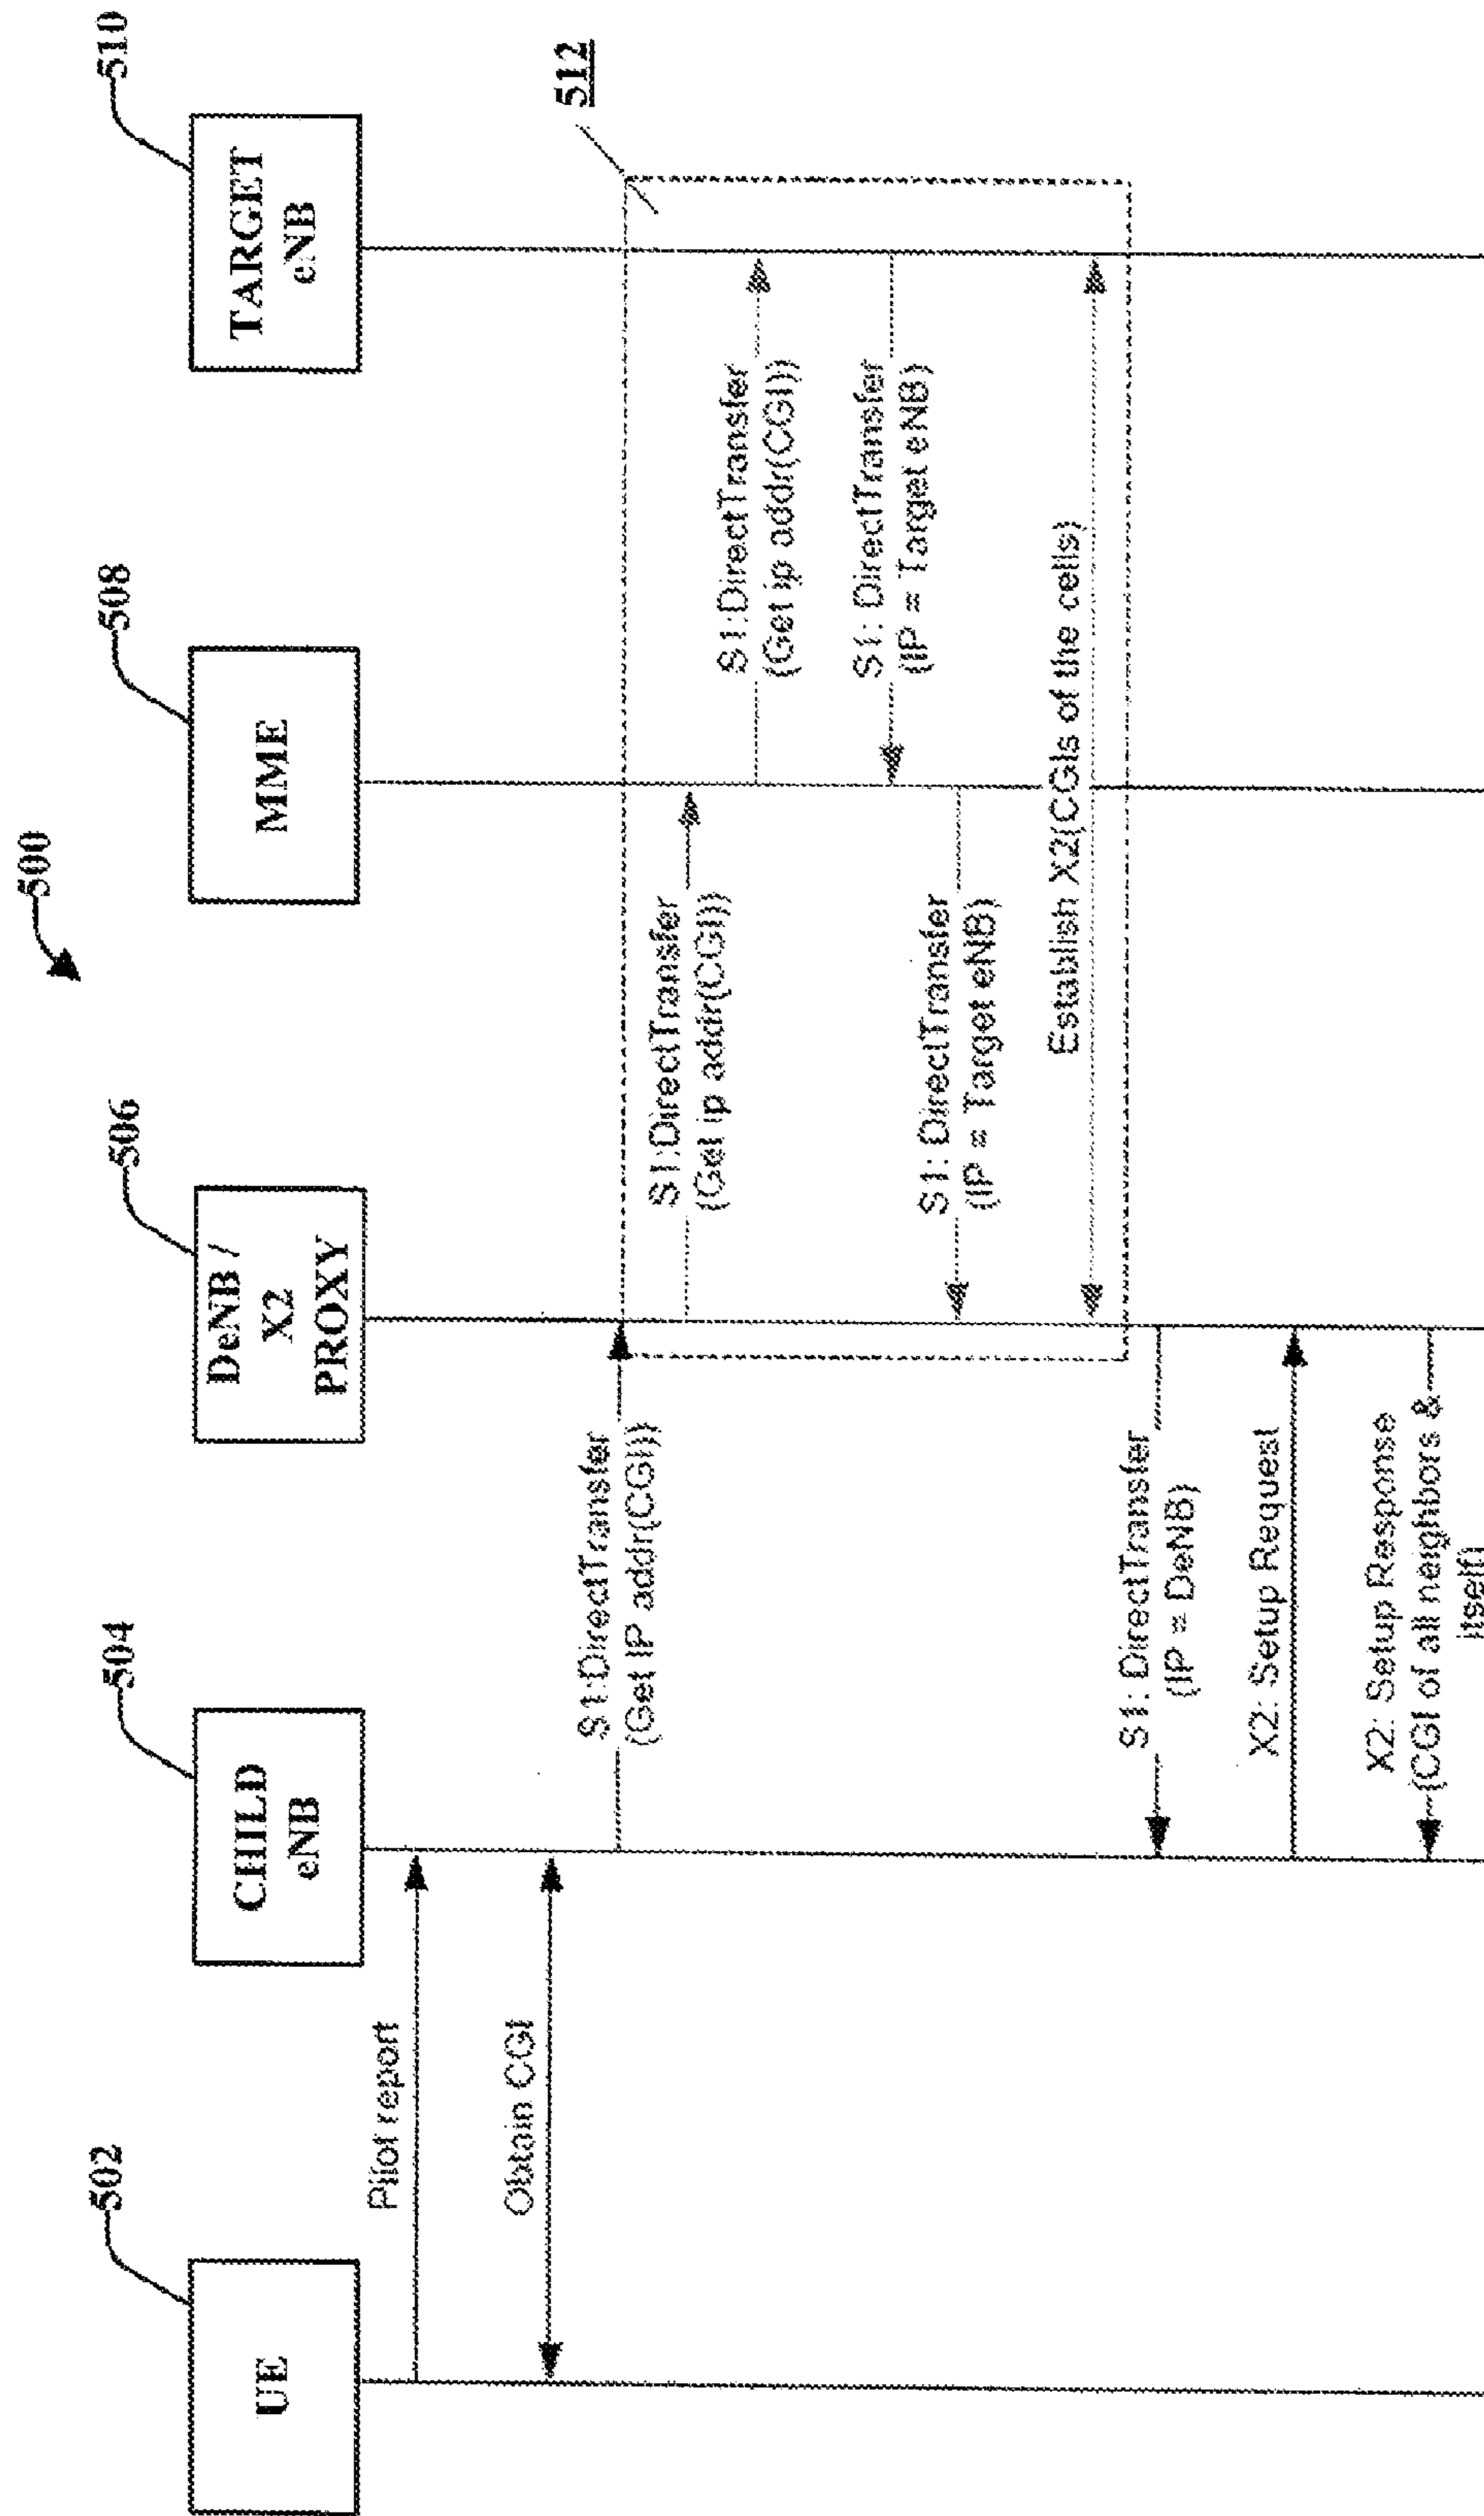 500
502
504
506
508
510
UE
CHILD
eNB
DeNB /
X2
PROXY
MME
TARGET
eNB
Pilot report
Obtain CGI
S1:DirectTransfer
(Get IP addr(CGI))
512
S1:DirectTransfer
(Get ip addr(CGI))
S1:DirectTransfer
(Get ip addr(CGI))
S1: DirectTransfer
(IP = Target eNB)
S1: DirectTransfer
(IP = Target eNB)
Establish X2(CGIs of the cells)
S1: DirectTransfer
(IP = DeNB)
X2: Setup Request
X2: Setup Response
(CGI of all neighbors &
itself)